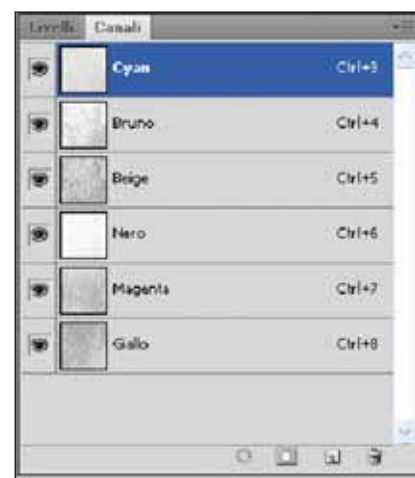 Livelli Canali
Cyan Ctrl+3
Bruno Ctrl+4
Beige Ctrl+5
Nero Ctrl+6
Magenta Ctrl+7
Giallo Ctrl+8